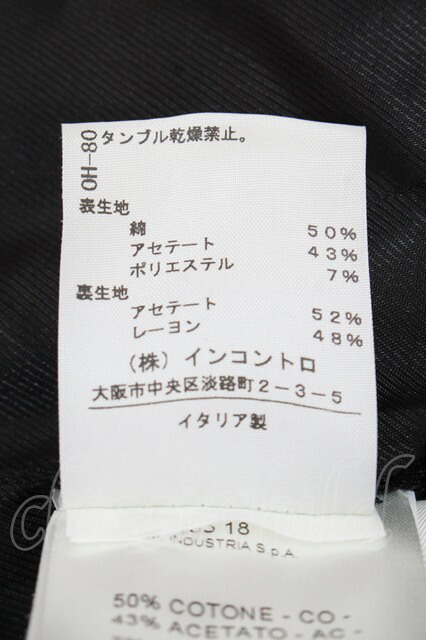 タンブル乾燥禁止。
OH-80
表生地
綿 50%
アセテート 43%
ポリエステル 7%
裏生地
アセテート 52%
レーヨン 48%
(株)インコントロ
大阪市中央区淡路町2-3-5
イタリア製
18
INDUSTRIA S.p.A.
50% COTONE - CO -
43% ACETATO - AC -